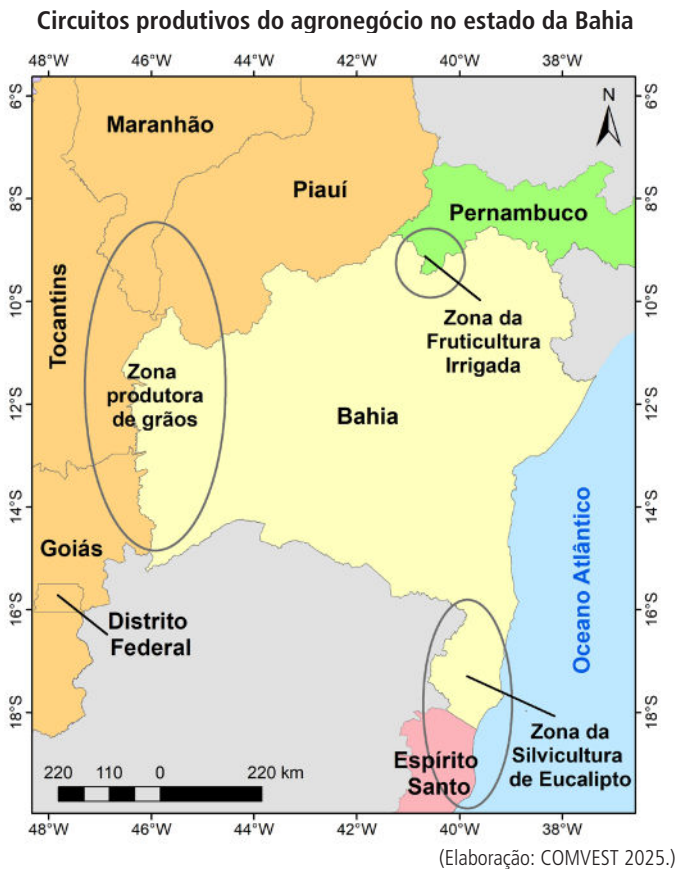 Circuitos produtivos do agronegócio no estado da Bahia
48°W 46°W 44°W 42°W 40°W 38°W
6°S 6°S
N
Maranhão
Piauí
8°S 8°S
Pernambuco
10°S 10°S
Zona da
Fruticultura
Irrigada
Tocantins
Zona
produtora
de grãos
12°S 12°S
Bahia
14°S 14°S
Goiás
Oceano Atlântico
16°S 16°S
Distrito
Federal
18°S 18°S
Zona da
Silvicultura
de Eucalipto
Espírito
Santo
220 110 0 220 km
48°W 46°W 44°W 42°W 40°W 38°W
(Elaboração: COMVEST 2025.)